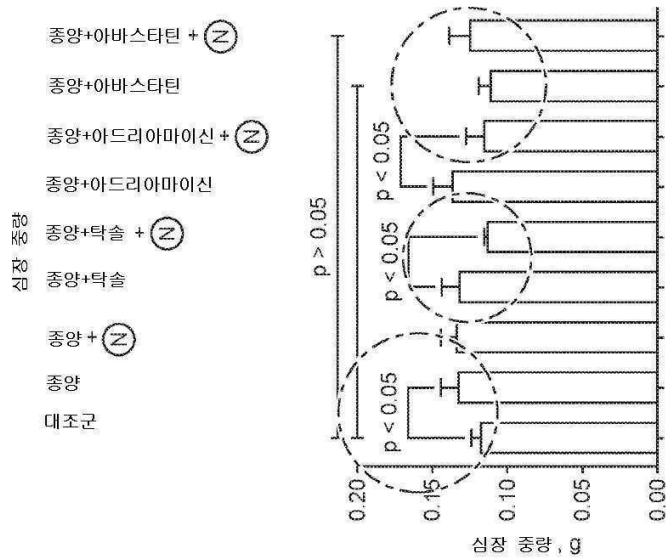 심장 중량
종양+아바스타틴 + Ⓝ
종양+아바스타틴
종양+아드리아마이신 + Ⓝ
종양+아드리아마이신
종양+탁솔 + Ⓝ
종양+탁솔
종양 + Ⓝ
종양
대조군
p > 0.05
p < 0.05
p < 0.05
p < 0.05
0.20
0.15
0.10
0.05
0.00
심장 중량 , g